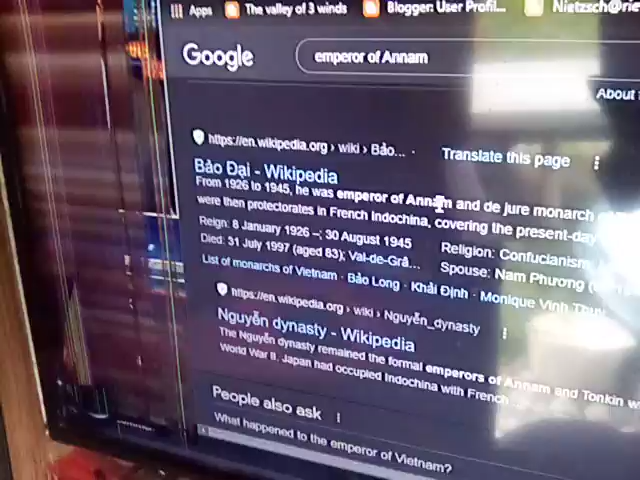 Apps The valley of 3 winds Blogger: User Profil... Nietzsch@rie
Google emperor of Annam
About
https://en.wikipedia.org › wiki › Bảo... · Translate this page
Bảo Đại - Wikipedia
From 1926 to 1945, he was emperor of Annam and de jure monarch
were then protectorates in French Indochina, covering the present-day
Reign: 8 January 1926 –; 30 August 1945
Religion: Confucianism
Died: 31 July 1997 (aged 83); Val-de-Grâ...
Spouse: Nam Phương
List of monarchs of Vietnam · Bảo Long · Khải Định · Monique Vinh Thuy
https://en.wikipedia.org › wiki › Nguyễn_dynasty
Nguyễn dynasty - Wikipedia
The Nguyễn dynasty remained the formal emperors of Annam and Tonkin
World War II. Japan had occupied Indochina with French
People also ask
What happened to the emperor of Vietnam?